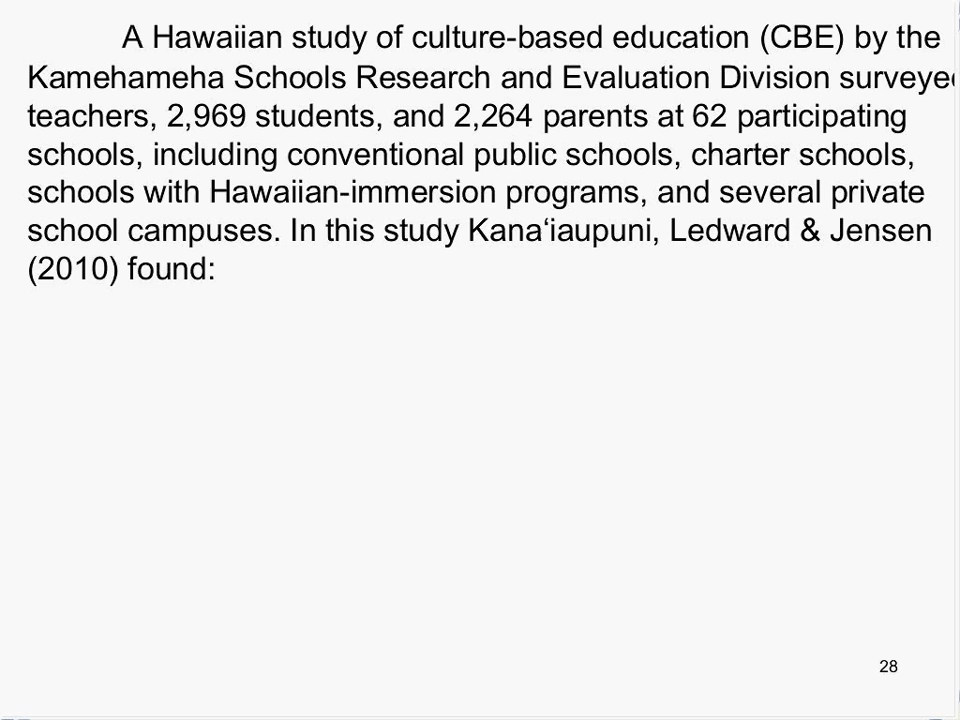 A Hawaiian study of culture-based education (CBE) by the
Kamehameha Schools Research and Evaluation Division surveyed
teachers, 2,969 students, and 2,264 parents at 62 participating
schools, including conventional public schools, charter schools,
schools with Hawaiian-immersion programs, and several private
school campuses. In this study Kana‘iaupuni, Ledward & Jensen
(2010) found:
28